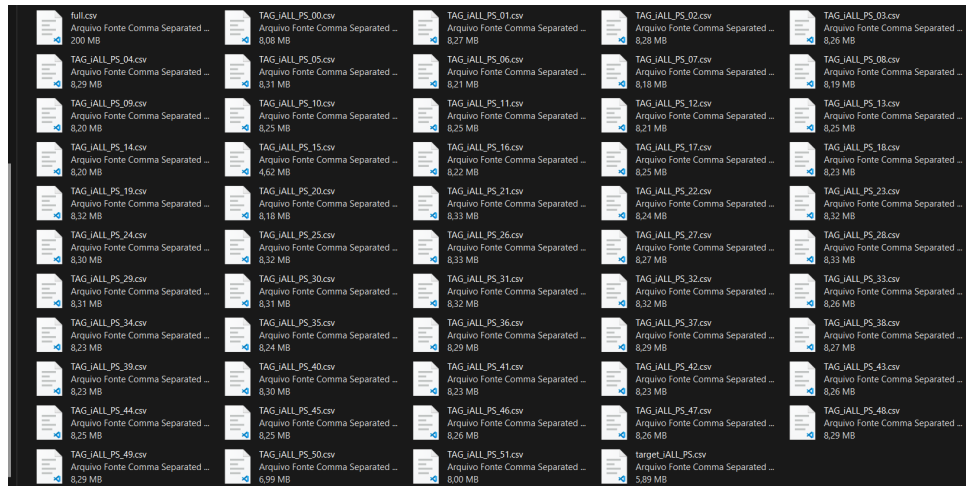 full.csv
Arquivo Fonte Comma Separated ...
200 MB
TAG_iALL_PS_00.csv
Arquivo Fonte Comma Separated ...
8,08 MB
TAG_iALL_PS_01.csv
Arquivo Fonte Comma Separated ...
8,27 MB
TAG_iALL_PS_02.csv
Arquivo Fonte Comma Separated ...
8,28 MB
TAG_iALL_PS_03.csv
Arquivo Fonte Comma Separated ...
8,26 MB
TAG_iALL_PS_04.csv
Arquivo Fonte Comma Separated ...
8,29 MB
TAG_iALL_PS_05.csv
Arquivo Fonte Comma Separated ...
8,31 MB
TAG_iALL_PS_06.csv
Arquivo Fonte Comma Separated ...
8,21 MB
TAG_iALL_PS_07.csv
Arquivo Fonte Comma Separated ...
8,18 MB
TAG_iALL_PS_08.csv
Arquivo Fonte Comma Separated ...
8,19 MB
TAG_iALL_PS_09.csv
Arquivo Fonte Comma Separated ...
8,20 MB
TAG_iALL_PS_10.csv
Arquivo Fonte Comma Separated ...
8,25 MB
TAG_iALL_PS_11.csv
Arquivo Fonte Comma Separated ...
8,25 MB
TAG_iALL_PS_12.csv
Arquivo Fonte Comma Separated ...
8,21 MB
TAG_iALL_PS_13.csv
Arquivo Fonte Comma Separated ...
8,25 MB
TAG_iALL_PS_14.csv
Arquivo Fonte Comma Separated ...
8,20 MB
TAG_iALL_PS_15.csv
Arquivo Fonte Comma Separated ...
4,62 MB
TAG_iALL_PS_16.csv
Arquivo Fonte Comma Separated ...
8,22 MB
TAG_iALL_PS_17.csv
Arquivo Fonte Comma Separated ...
8,25 MB
TAG_iALL_PS_18.csv
Arquivo Fonte Comma Separated ...
8,23 MB
TAG_iALL_PS_19.csv
Arquivo Fonte Comma Separated ...
8,32 MB
TAG_iALL_PS_20.csv
Arquivo Fonte Comma Separated ...
8,18 MB
TAG_iALL_PS_21.csv
Arquivo Fonte Comma Separated ...
8,33 MB
TAG_iALL_PS_22.csv
Arquivo Fonte Comma Separated ...
8,24 MB
TAG_iALL_PS_23.csv
Arquivo Fonte Comma Separated ...
8,32 MB
TAG_iALL_PS_24.csv
Arquivo Fonte Comma Separated ...
8,30 MB
TAG_iALL_PS_25.csv
Arquivo Fonte Comma Separated ...
8,32 MB
TAG_iALL_PS_26.csv
Arquivo Fonte Comma Separated ...
8,33 MB
TAG_iALL_PS_27.csv
Arquivo Fonte Comma Separated ...
8,27 MB
TAG_iALL_PS_28.csv
Arquivo Fonte Comma Separated ...
8,33 MB
TAG_iALL_PS_29.csv
Arquivo Fonte Comma Separated ...
8,31 MB
TAG_iALL_PS_30.csv
Arquivo Fonte Comma Separated ...
8,31 MB
TAG_iALL_PS_31.csv
Arquivo Fonte Comma Separated ...
8,32 MB
TAG_iALL_PS_32.csv
Arquivo Fonte Comma Separated ...
8,32 MB
TAG_iALL_PS_33.csv
Arquivo Fonte Comma Separated ...
8,26 MB
TAG_iALL_PS_34.csv
Arquivo Fonte Comma Separated ...
8,23 MB
TAG_iALL_PS_35.csv
Arquivo Fonte Comma Separated ...
8,24 MB
TAG_iALL_PS_36.csv
Arquivo Fonte Comma Separated ...
8,29 MB
TAG_iALL_PS_37.csv
Arquivo Fonte Comma Separated ...
8,29 MB
TAG_iALL_PS_38.csv
Arquivo Fonte Comma Separated ...
8,27 MB
TAG_iALL_PS_39.csv
Arquivo Fonte Comma Separated ...
8,23 MB
TAG_iALL_PS_40.csv
Arquivo Fonte Comma Separated ...
8,30 MB
TAG_iALL_PS_41.csv
Arquivo Fonte Comma Separated ...
8,23 MB
TAG_iALL_PS_42.csv
Arquivo Fonte Comma Separated ...
8,23 MB
TAG_iALL_PS_43.csv
Arquivo Fonte Comma Separated ...
8,26 MB
TAG_iALL_PS_44.csv
Arquivo Fonte Comma Separated ...
8,25 MB
TAG_iALL_PS_45.csv
Arquivo Fonte Comma Separated ...
8,25 MB
TAG_iALL_PS_46.csv
Arquivo Fonte Comma Separated ...
8,26 MB
TAG_iALL_PS_47.csv
Arquivo Fonte Comma Separated ...
8,26 MB
TAG_iALL_PS_48.csv
Arquivo Fonte Comma Separated ...
8,29 MB
TAG_iALL_PS_49.csv
Arquivo Fonte Comma Separated ...
8,29 MB
TAG_iALL_PS_50.csv
Arquivo Fonte Comma Separated ...
6,99 MB
TAG_iALL_PS_51.csv
Arquivo Fonte Comma Separated ...
8,00 MB
target_iALL_PS.csv
Arquivo Fonte Comma Separated ...
5,89 MB